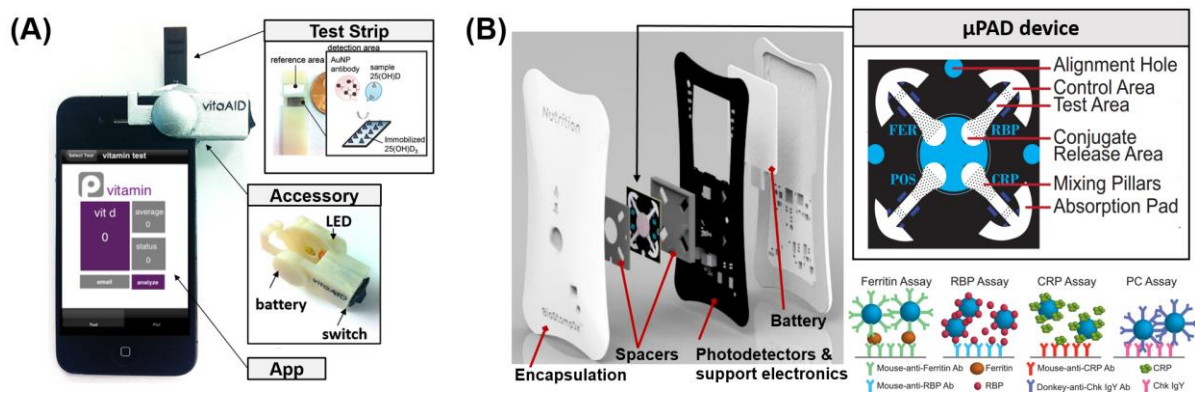 (A)
Test Strip
detection area
reference area
AuNP
antibody
sample
25(OH)D
Immobilized
25(OH)D₃
vitaAID
Select Test
vitamin test
vitamin
vit d
0
average
0
status
0
email
analyze
Test
Accessory
LED
vitaAID
battery
switch
App
(B)
Nutrition
Encapsulation
Spacers
Photodetectors &
support electronics
Battery
µPAD device
FER
RBP
POS
CRP
Alignment Hole
Control Area
Test Area
Conjugate
Release Area
Mixing Pillars
Absorption Pad
Ferritin Assay
RBP Assay
CRP Assay
PC Assay
Mouse-anti-Ferritin Ab
Ferritin
Mouse-anti-CRP Ab
CRP
Mouse-anti-RBP Ab
RBP
Donkey-anti-Chk IgY Ab
Chk IgY